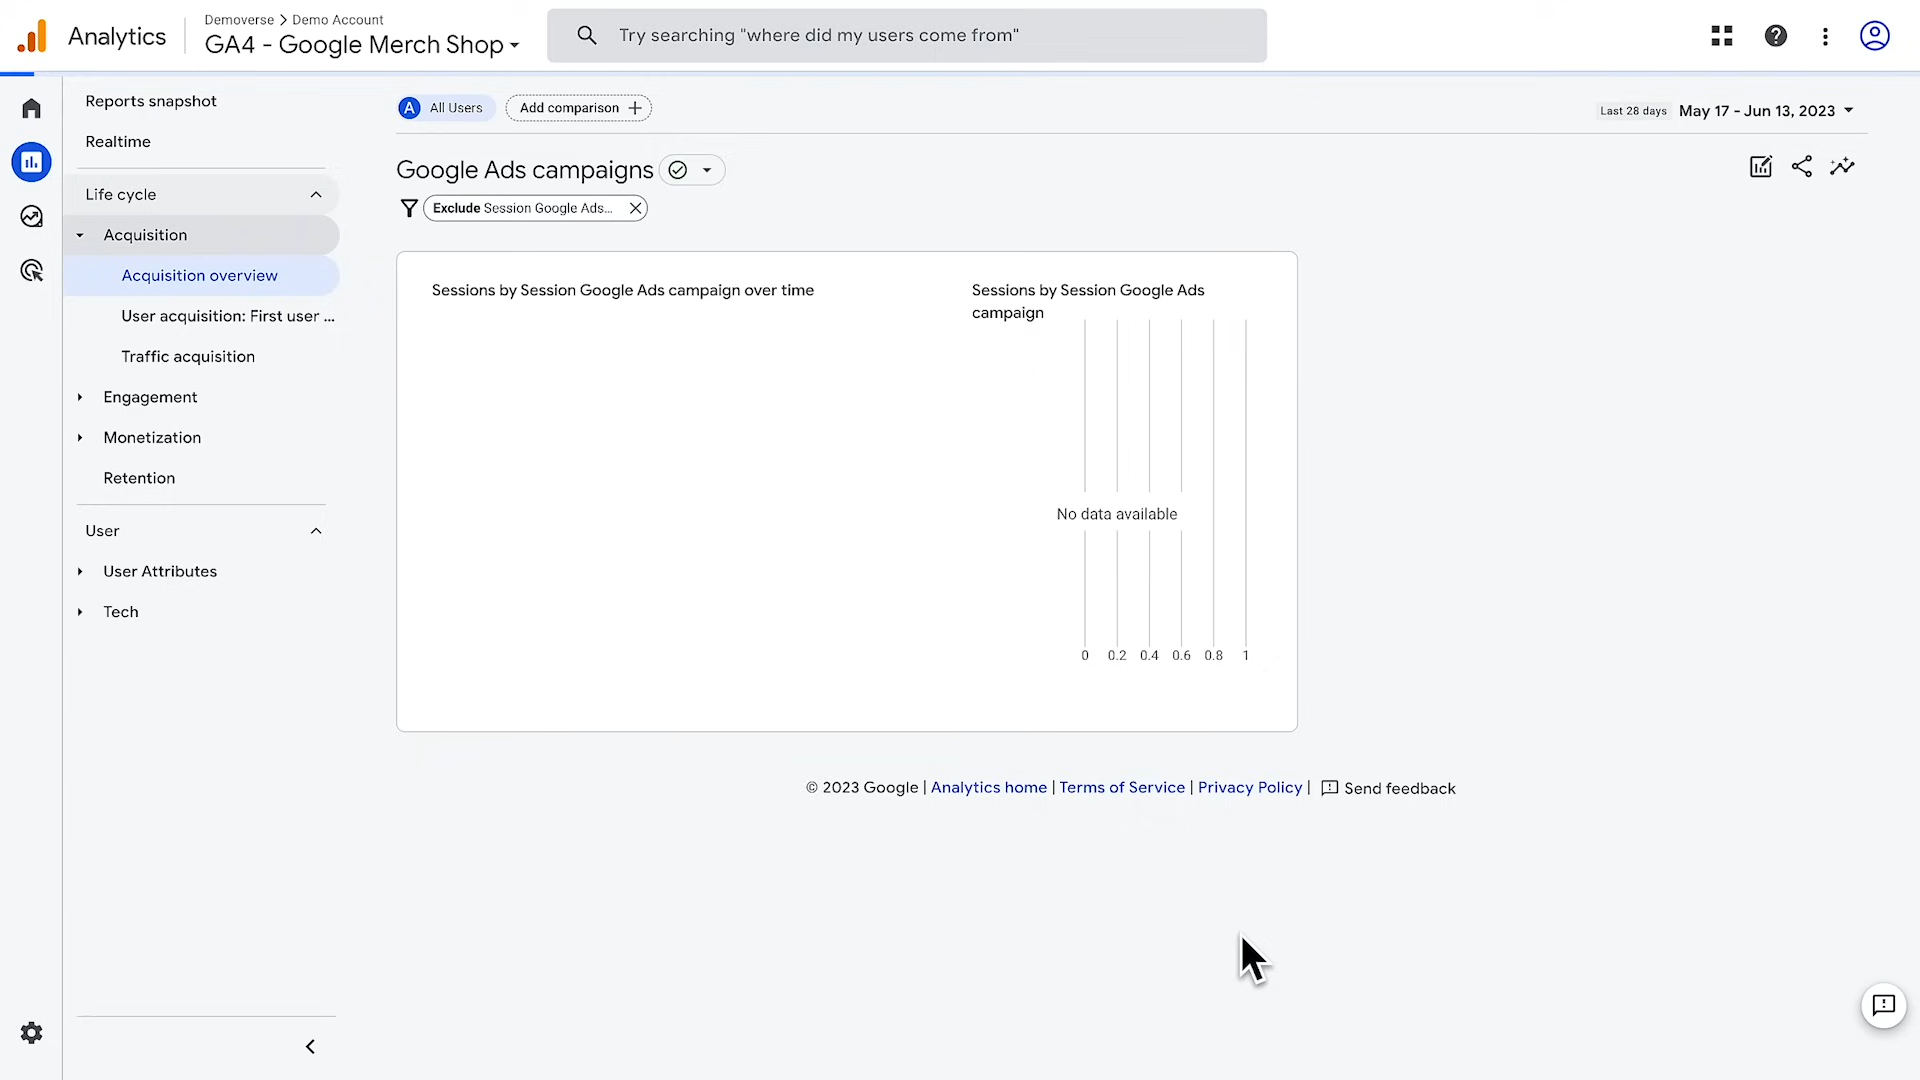 Analytics
Demoverse > Demo Account
GA4 - Google Merch Shop
Try searching "where did my users come from"
Reports snapshot
Realtime
Life cycle
Acquisition
Acquisition overview
User acquisition: First user ...
Traffic acquisition
Engagement
Monetization
Retention
User
User Attributes
Tech
A All Users
Add comparison +
Last 28 days May 17 - Jun 13, 2023
Google Ads campaigns
Exclude Session Google Ads...
Sessions by Session Google Ads campaign over time
Sessions by Session Google Ads
campaign
No data available
0 0.2 0.4 0.6 0.8 1
© 2023 Google | Analytics home | Terms of Service | Privacy Policy | Send feedback